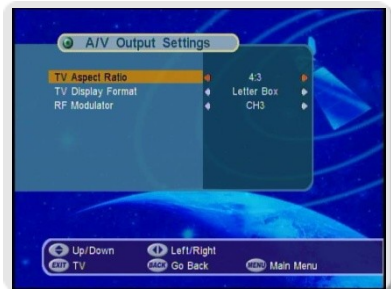 A/V Output Settings
TV Aspect Ratio 4:3
TV Display Format Letter Box
RF Modulator CH3
Up/Down Left/Right
EXIT TV BACK Go Back MENU Main Menu